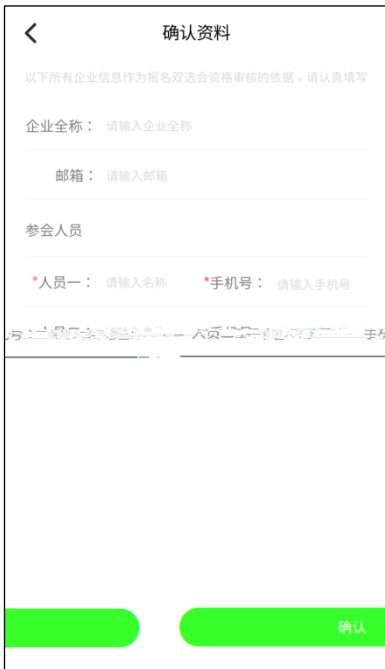 确认资料
以下所有企业信息作为报名双选会资格审核的依据，请认真填写
企业全称： 请输入企业全称
邮箱： 请输入邮箱
参会人员
*人员一： 请输入名称 *手机号： 请输入手机号
确认